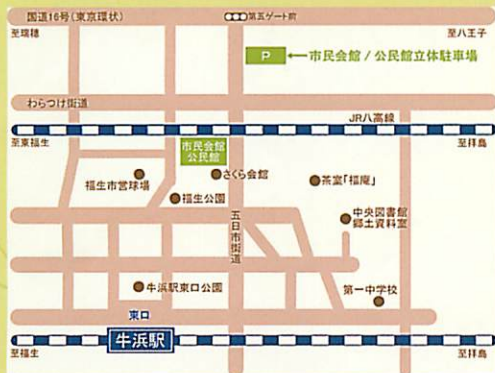 国道16号(東京環状)
第五ゲート前
至瑞穂
至八王子
P
←市民会館/公民館立体駐車場
わらつけ街道
JR八高線
至東福生
至拝島
市民会館
公民館
さくら会館
福生市営球場
茶室「福庵」
福生公園
五日市街道
中央図書館
郷土資料室
牛浜駅東口公園
第一中学校
東口
牛浜駅
至福生
至拝島